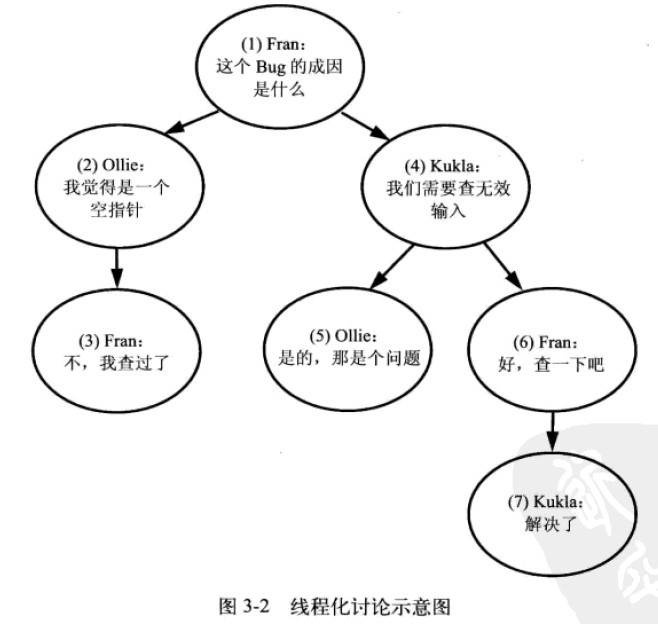 (1) Fran：
这个 Bug 的成因
是什么
(2) Ollie：
我觉得是一个
空指针
(4) Kukla：
我们需要查无效
输入
(3) Fran：
不，我查过了
(5) Ollie：
是的，那是个问题
(6) Fran：
好，查一下吧
(7) Kukla：
解决了
图 3-2 线程化讨论示意图